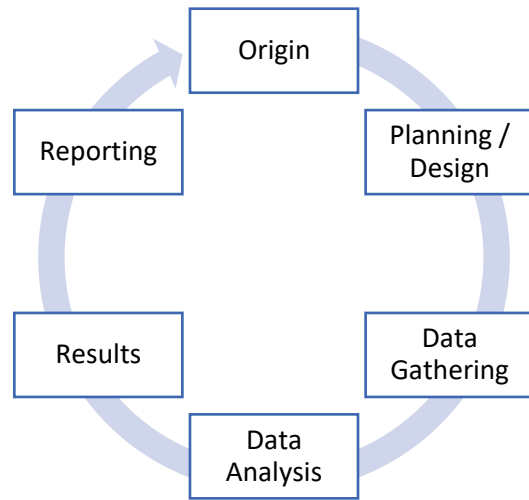 Origin
Planning /
Design
Data
Gathering
Data
Analysis
Results
Reporting